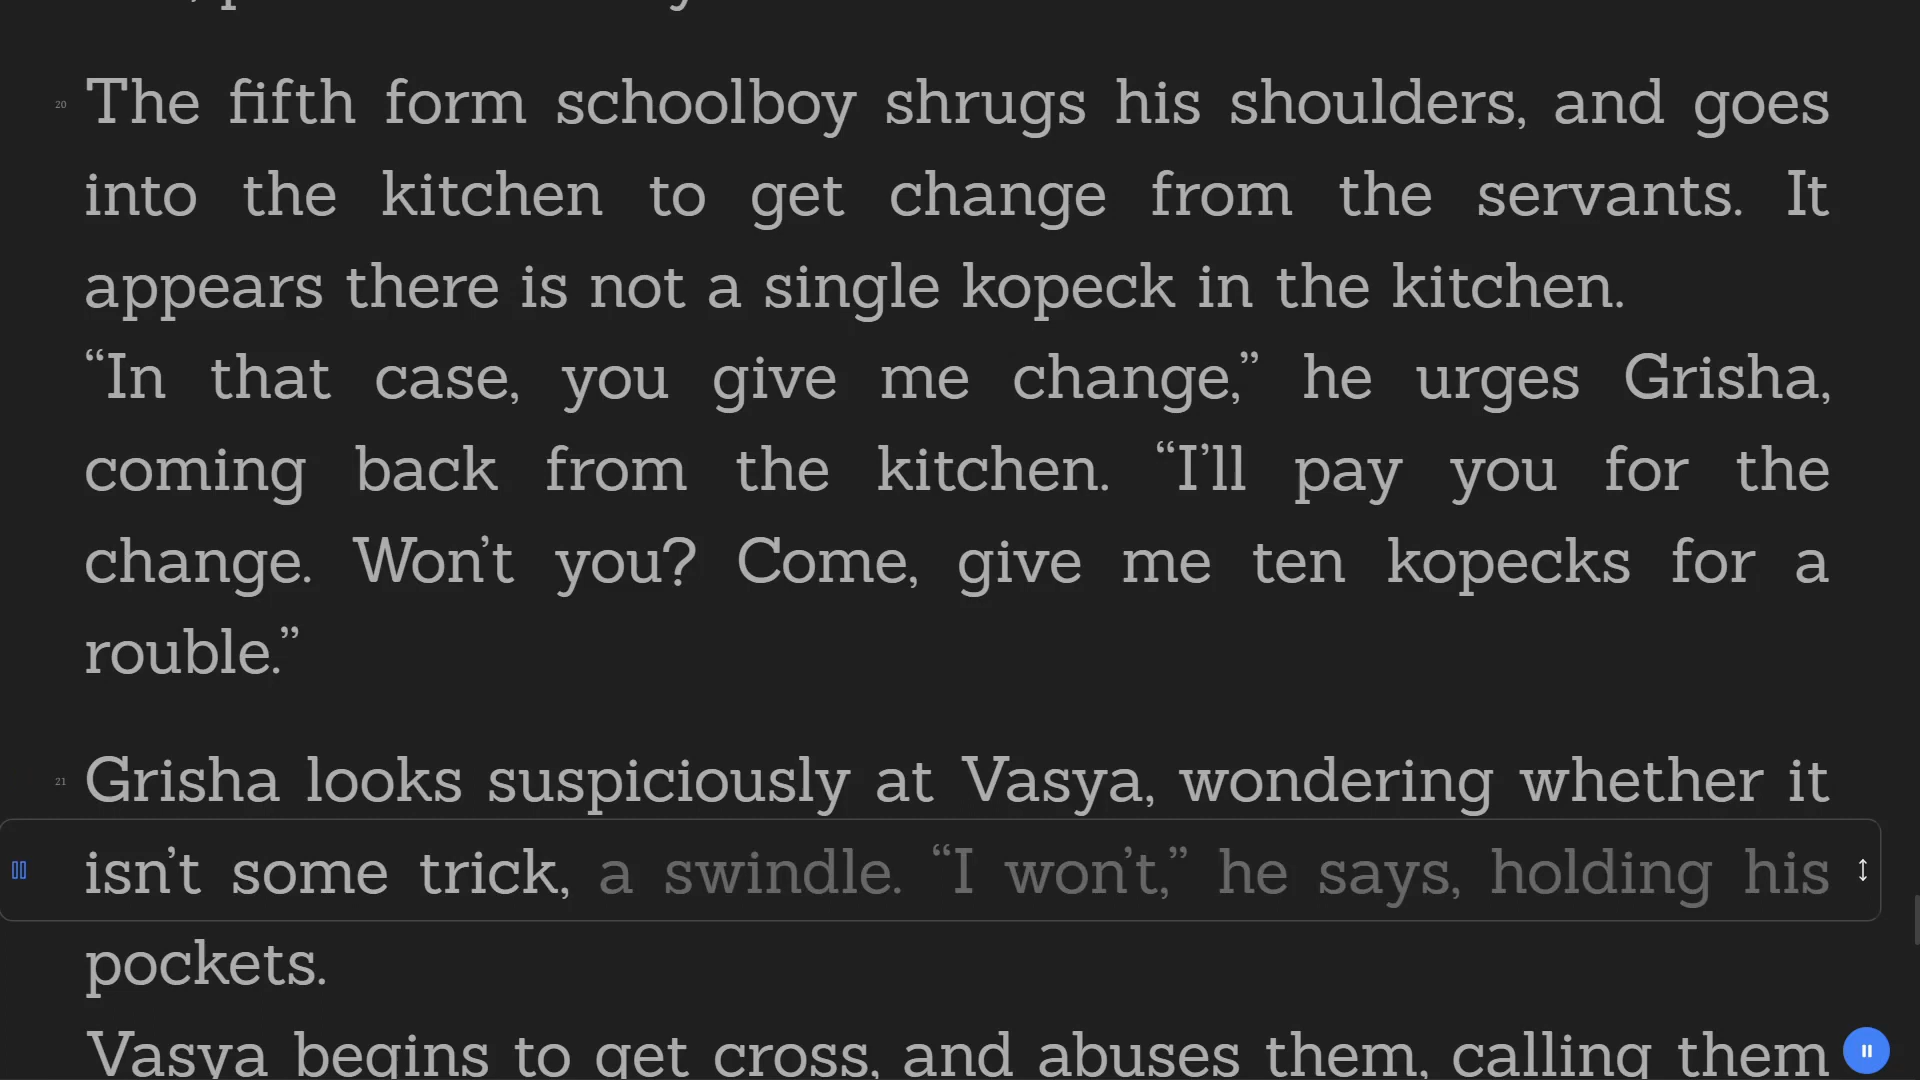 20 The fifth form schoolboy shrugs his shoulders, and goes
into the kitchen to get change from the servants. It
appears there is not a single kopeck in the kitchen.
“In that case, you give me change,” he urges Grisha,
coming back from the kitchen. “I’ll pay you for the
change. Won’t you? Come, give me ten kopecks for a
rouble.”
21 Grisha looks suspiciously at Vasya, wondering whether it
isn’t some trick, a swindle. “I won’t,” he says, holding his
pockets.
Vasya begins to get cross, and abuses them, calling them